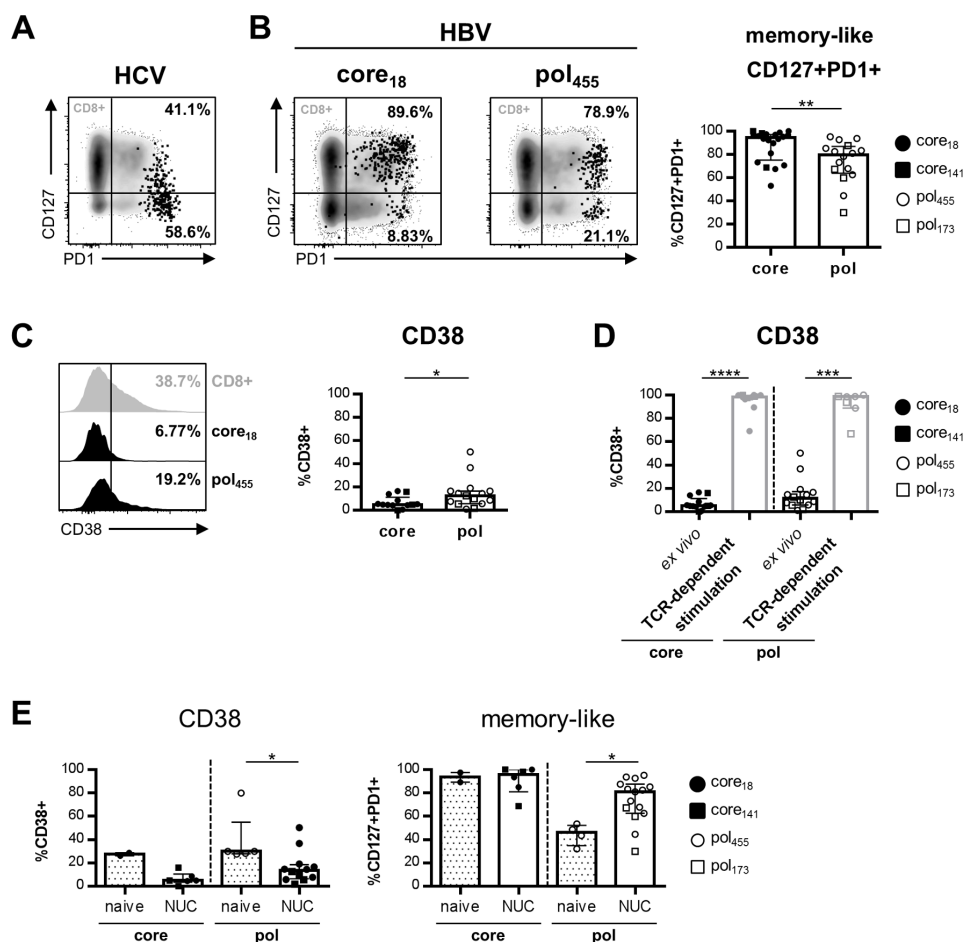 A
HCV
CD8+
41.1%
58.6%
CD127
PD1
B
HBV
core18
CD8+
89.6%
8.83%
CD127
PD1
pol455
CD8+
78.9%
21.1%
memory-like
CD127+PD1+
**
%CD127+PD1+
100
80
60
40
20
0
core
pol
core18
core141
pol455
pol173
C
38.7%
CD8+
6.77%
core18
19.2%
pol455
CD38
CD38
*
%CD38+
100
80
60
40
20
0
core
pol
D
CD38
****
***
%CD38+
100
80
60
40
20
0
ex vivo
TCR-dependent
stimulation
ex vivo
TCR-dependent
stimulation
core
pol
core18
core141
pol455
pol173
E
CD38
*
%CD38+
100
80
60
40
20
0
naive
NUC
naive
NUC
core
pol
memory-like
*
%CD127+PD1+
100
80
60
40
20
0
naive
NUC
naive
NUC
core
pol
core18
core141
pol455
pol173